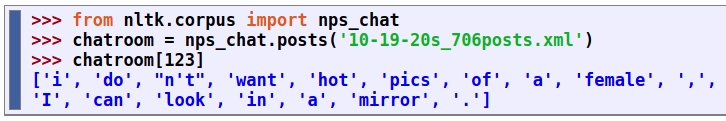 >>> from nltk.corpus import nps_chat
>>> chatroom = nps_chat.posts('10-19-20s_706posts.xml')
>>> chatroom[123]
['i', 'do', "n't", 'want', 'hot', 'pics', 'of', 'a', 'female', ',',
'I', 'can', 'look', 'in', 'a', 'mirror', '.']